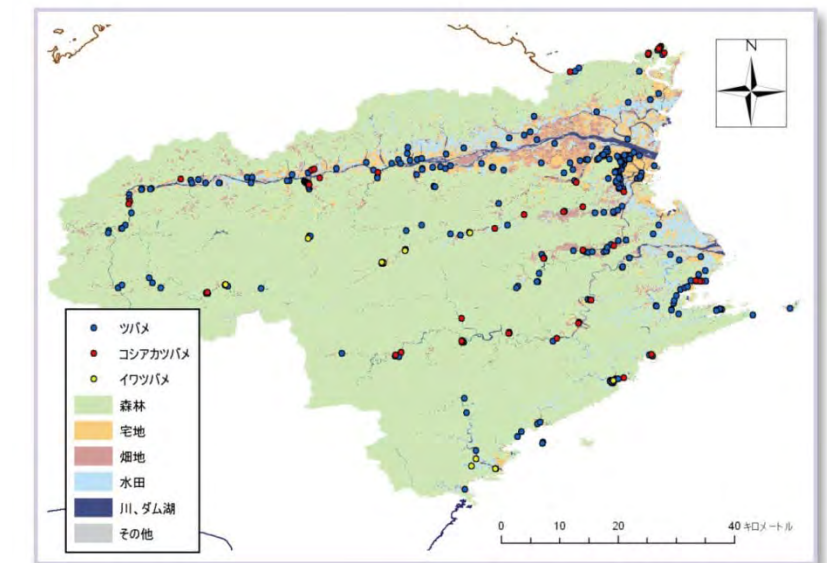 N
ツバメ
コシアカツバメ
イワツバメ
森林
宅地
畑地
水田
川、ダム湖
その他
0 10 20 40 キロメートル